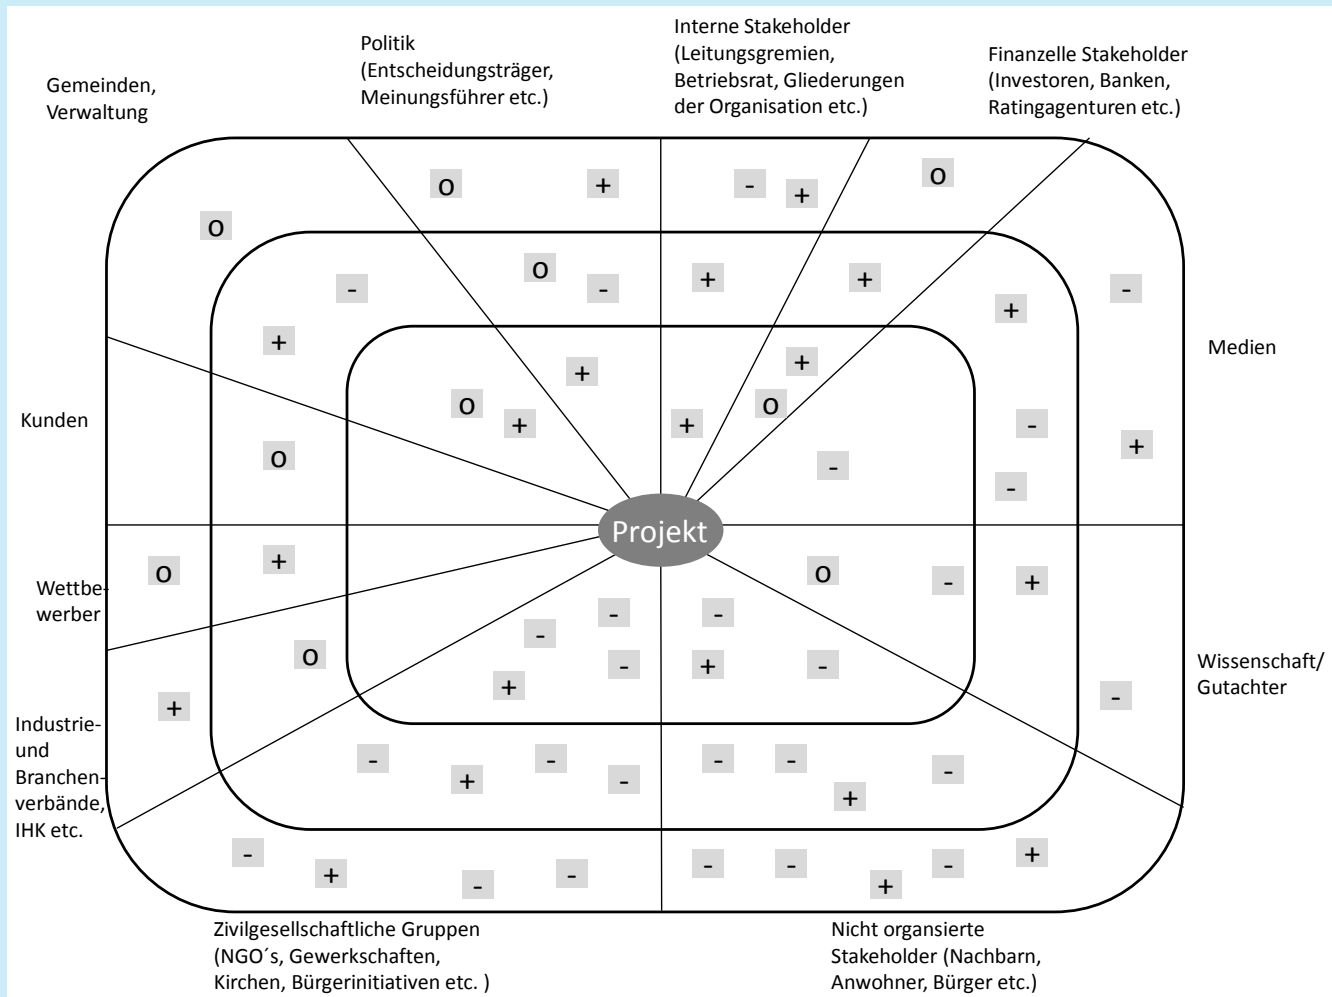 Gemeinden,
Verwaltung
Politik
(Entscheidungsträger,
Meinungsführer etc.)
Interne Stakeholder
(Leitungsgremien,
Betriebsrat, Gliederungen
der Organisation etc.)
Finanzelle Stakeholder
(Investoren, Banken,
Ratingagenturen etc.)
o + - + o
o
o - + + - +
- +
+ + Medien
o + + o - +
Kunden
o - -
Projekt
o + o - +
Wettbe-
werber
- - -
o - + - Wissenschaft/
Gutachter
+ + -
Industrie-
und
Branchen-
verbände,
IHK etc.
- + - - - - + -
- + - - - - + - +
Zivilgesellschaftliche Gruppen
(NGO´s, Gewerkschaften,
Kirchen, Bürgerinitiativen etc. )
Nicht organsierte
Stakeholder (Nachbarn,
Anwohner, Bürger etc.)